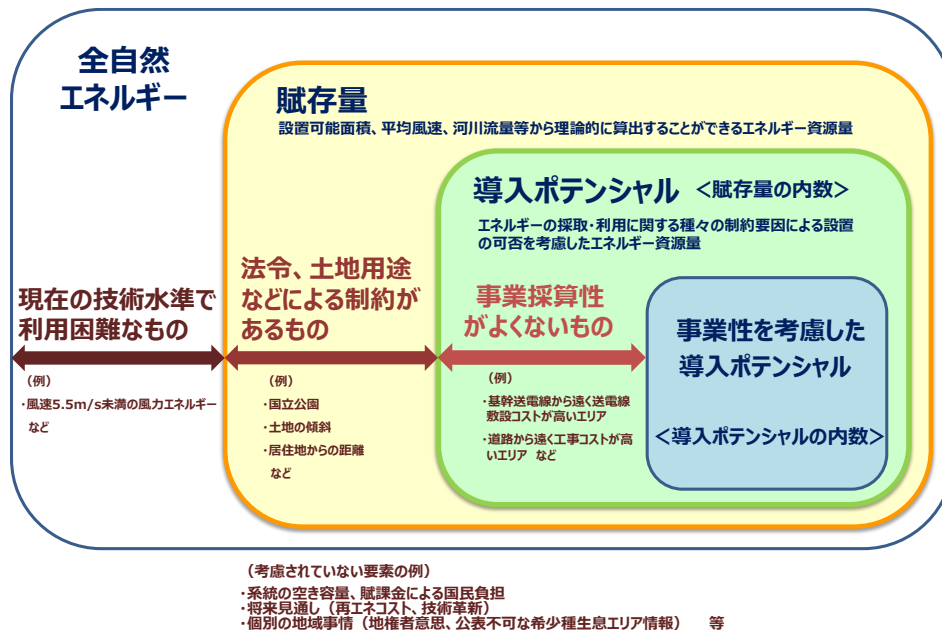 全自然
エネルギー
賦存量
設置可能面積、平均風速、河川流量等から理論的に算出することができるエネルギー資源量
導入ポテンシャル <賦存量の内数>
エネルギーの採取・利用に関する種々の制約要因による設置
の可否を考慮したエネルギー資源量
現在の技術水準で
利用困難なもの
(例)
・風速5.5m/s未満の風力エネルギー
など
法令、土地用途
などによる制約が
あるもの
(例)
・国立公園
・土地の傾斜
・居住地からの距離
など
事業採算性
がよくないもの
(例)
・基幹送電線から遠く送電線
敷設コストが高いエリア
・道路から遠く工事コストが高
いエリア など
事業性を考慮した
導入ポテンシャル
<導入ポテンシャルの内数>
(考慮されていない要素の例)
・系統の空き容量、賦課金による国民負担
・将来見通し(再エネコスト、技術革新)
・個別の地域事情(地権者意思、公表不可な希少種生息エリア情報) 等